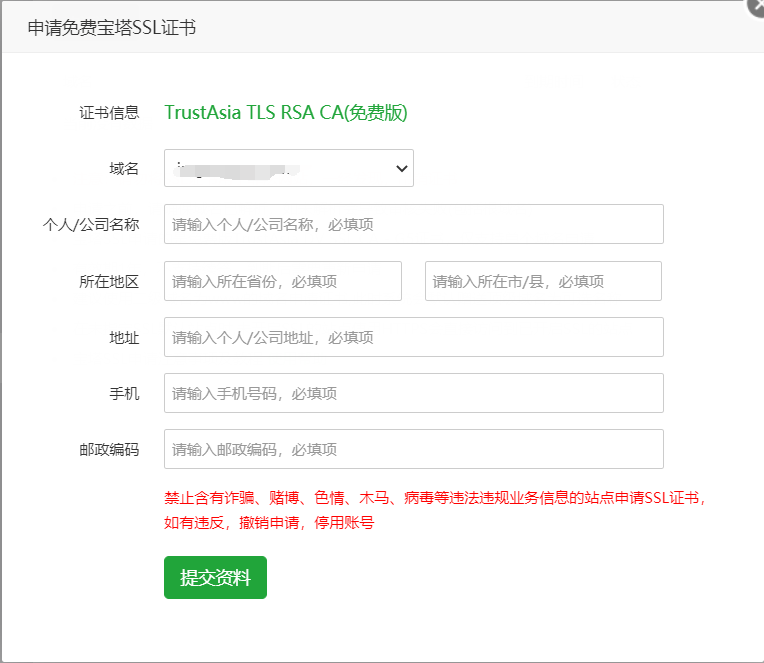 申请免费宝塔SSL证书
证书信息 TrustAsia TLS RSA CA(免费版)
域名
个人/公司名称 请输入个人/公司名称，必填项
所在地区 请输入所在省份，必填项 请输入所在市/县，必填项
地址 请输入个人/公司地址，必填项
手机 请输入手机号码，必填项
邮政编码 请输入邮政编码，必填项
禁止含有诈骗、赌博、色情、木马、病毒等违法违规业务信息的站点申请SSL证书，
如有违反，撤销申请，停用账号
提交资料